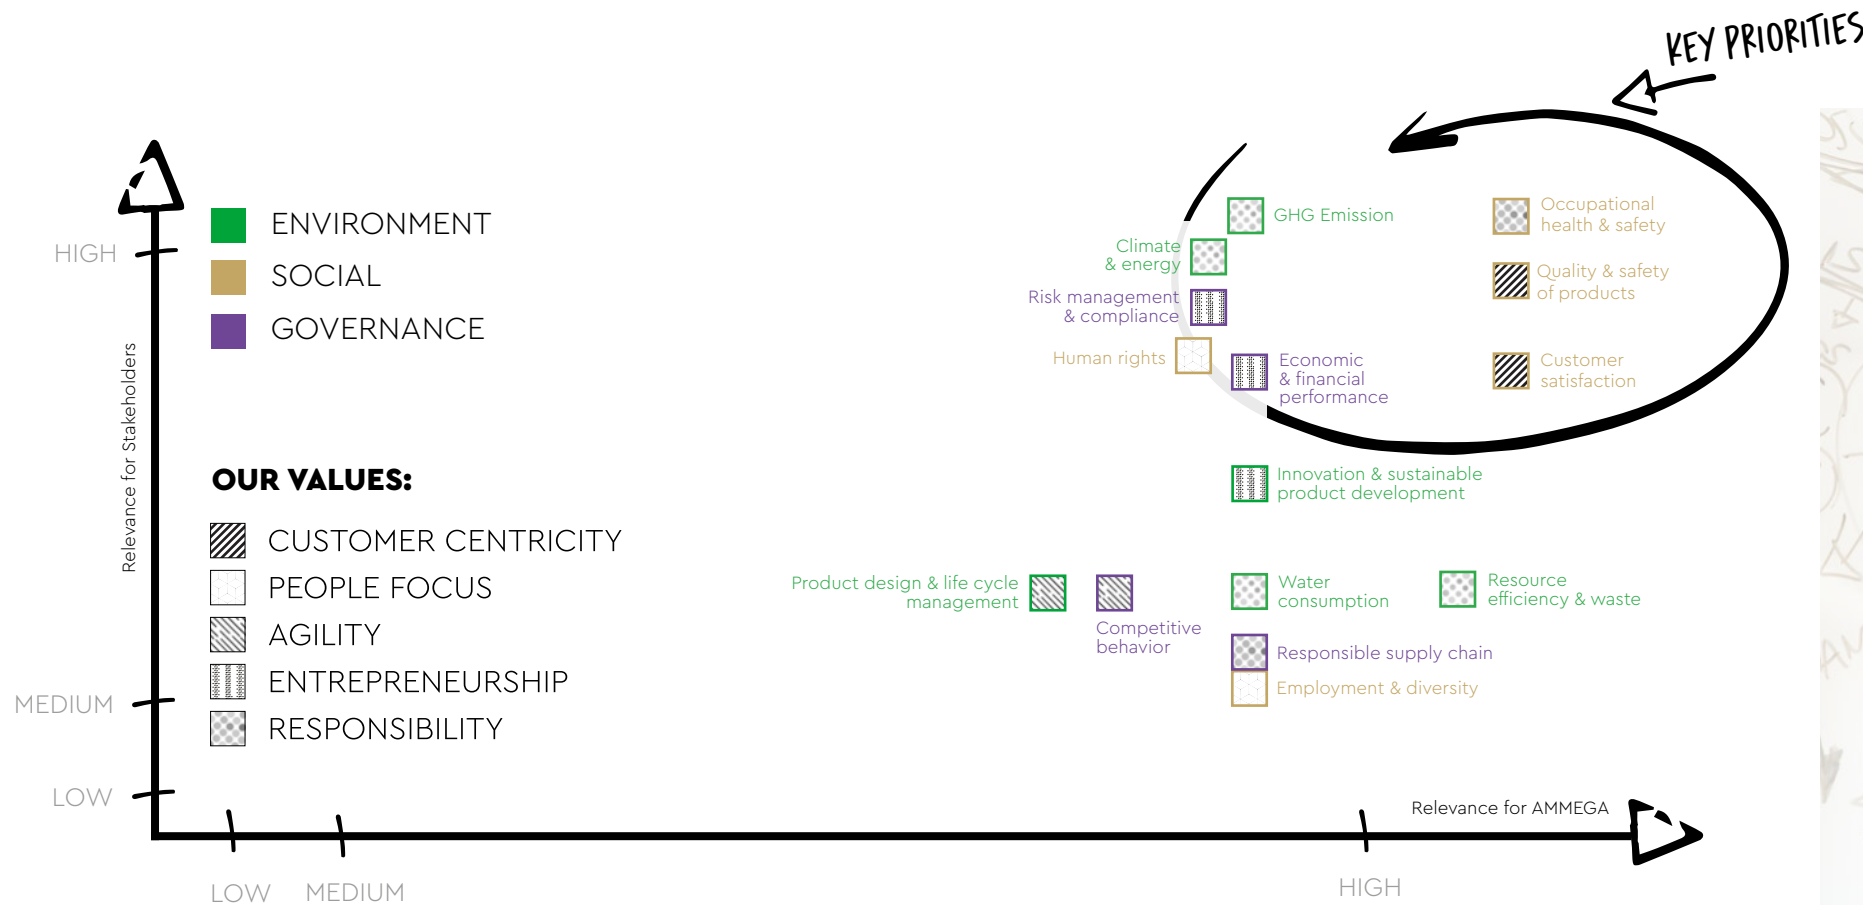 KEY PRIORITIES
ENVIRONMENT
SOCIAL
GOVERNANCE
HIGH
MEDIUM
LOW
Relevance for Stakeholders
OUR VALUES:
CUSTOMER CENTRICITY
PEOPLE FOCUS
AGILITY
ENTREPRENEURSHIP
RESPONSIBILITY
GHG Emission
Climate
& energy
Risk management
& compliance
Human rights
Economic
& financial
performance
Occupational
health & safety
Quality & safety
of products
Customer
satisfaction
Innovation & sustainable
product development
Product design & life cycle
management
Competitive
behavior
Water
consumption
Resource
efficiency & waste
Responsible supply chain
Employment & diversity
Relevance for AMMEGA
LOW
MEDIUM
HIGH